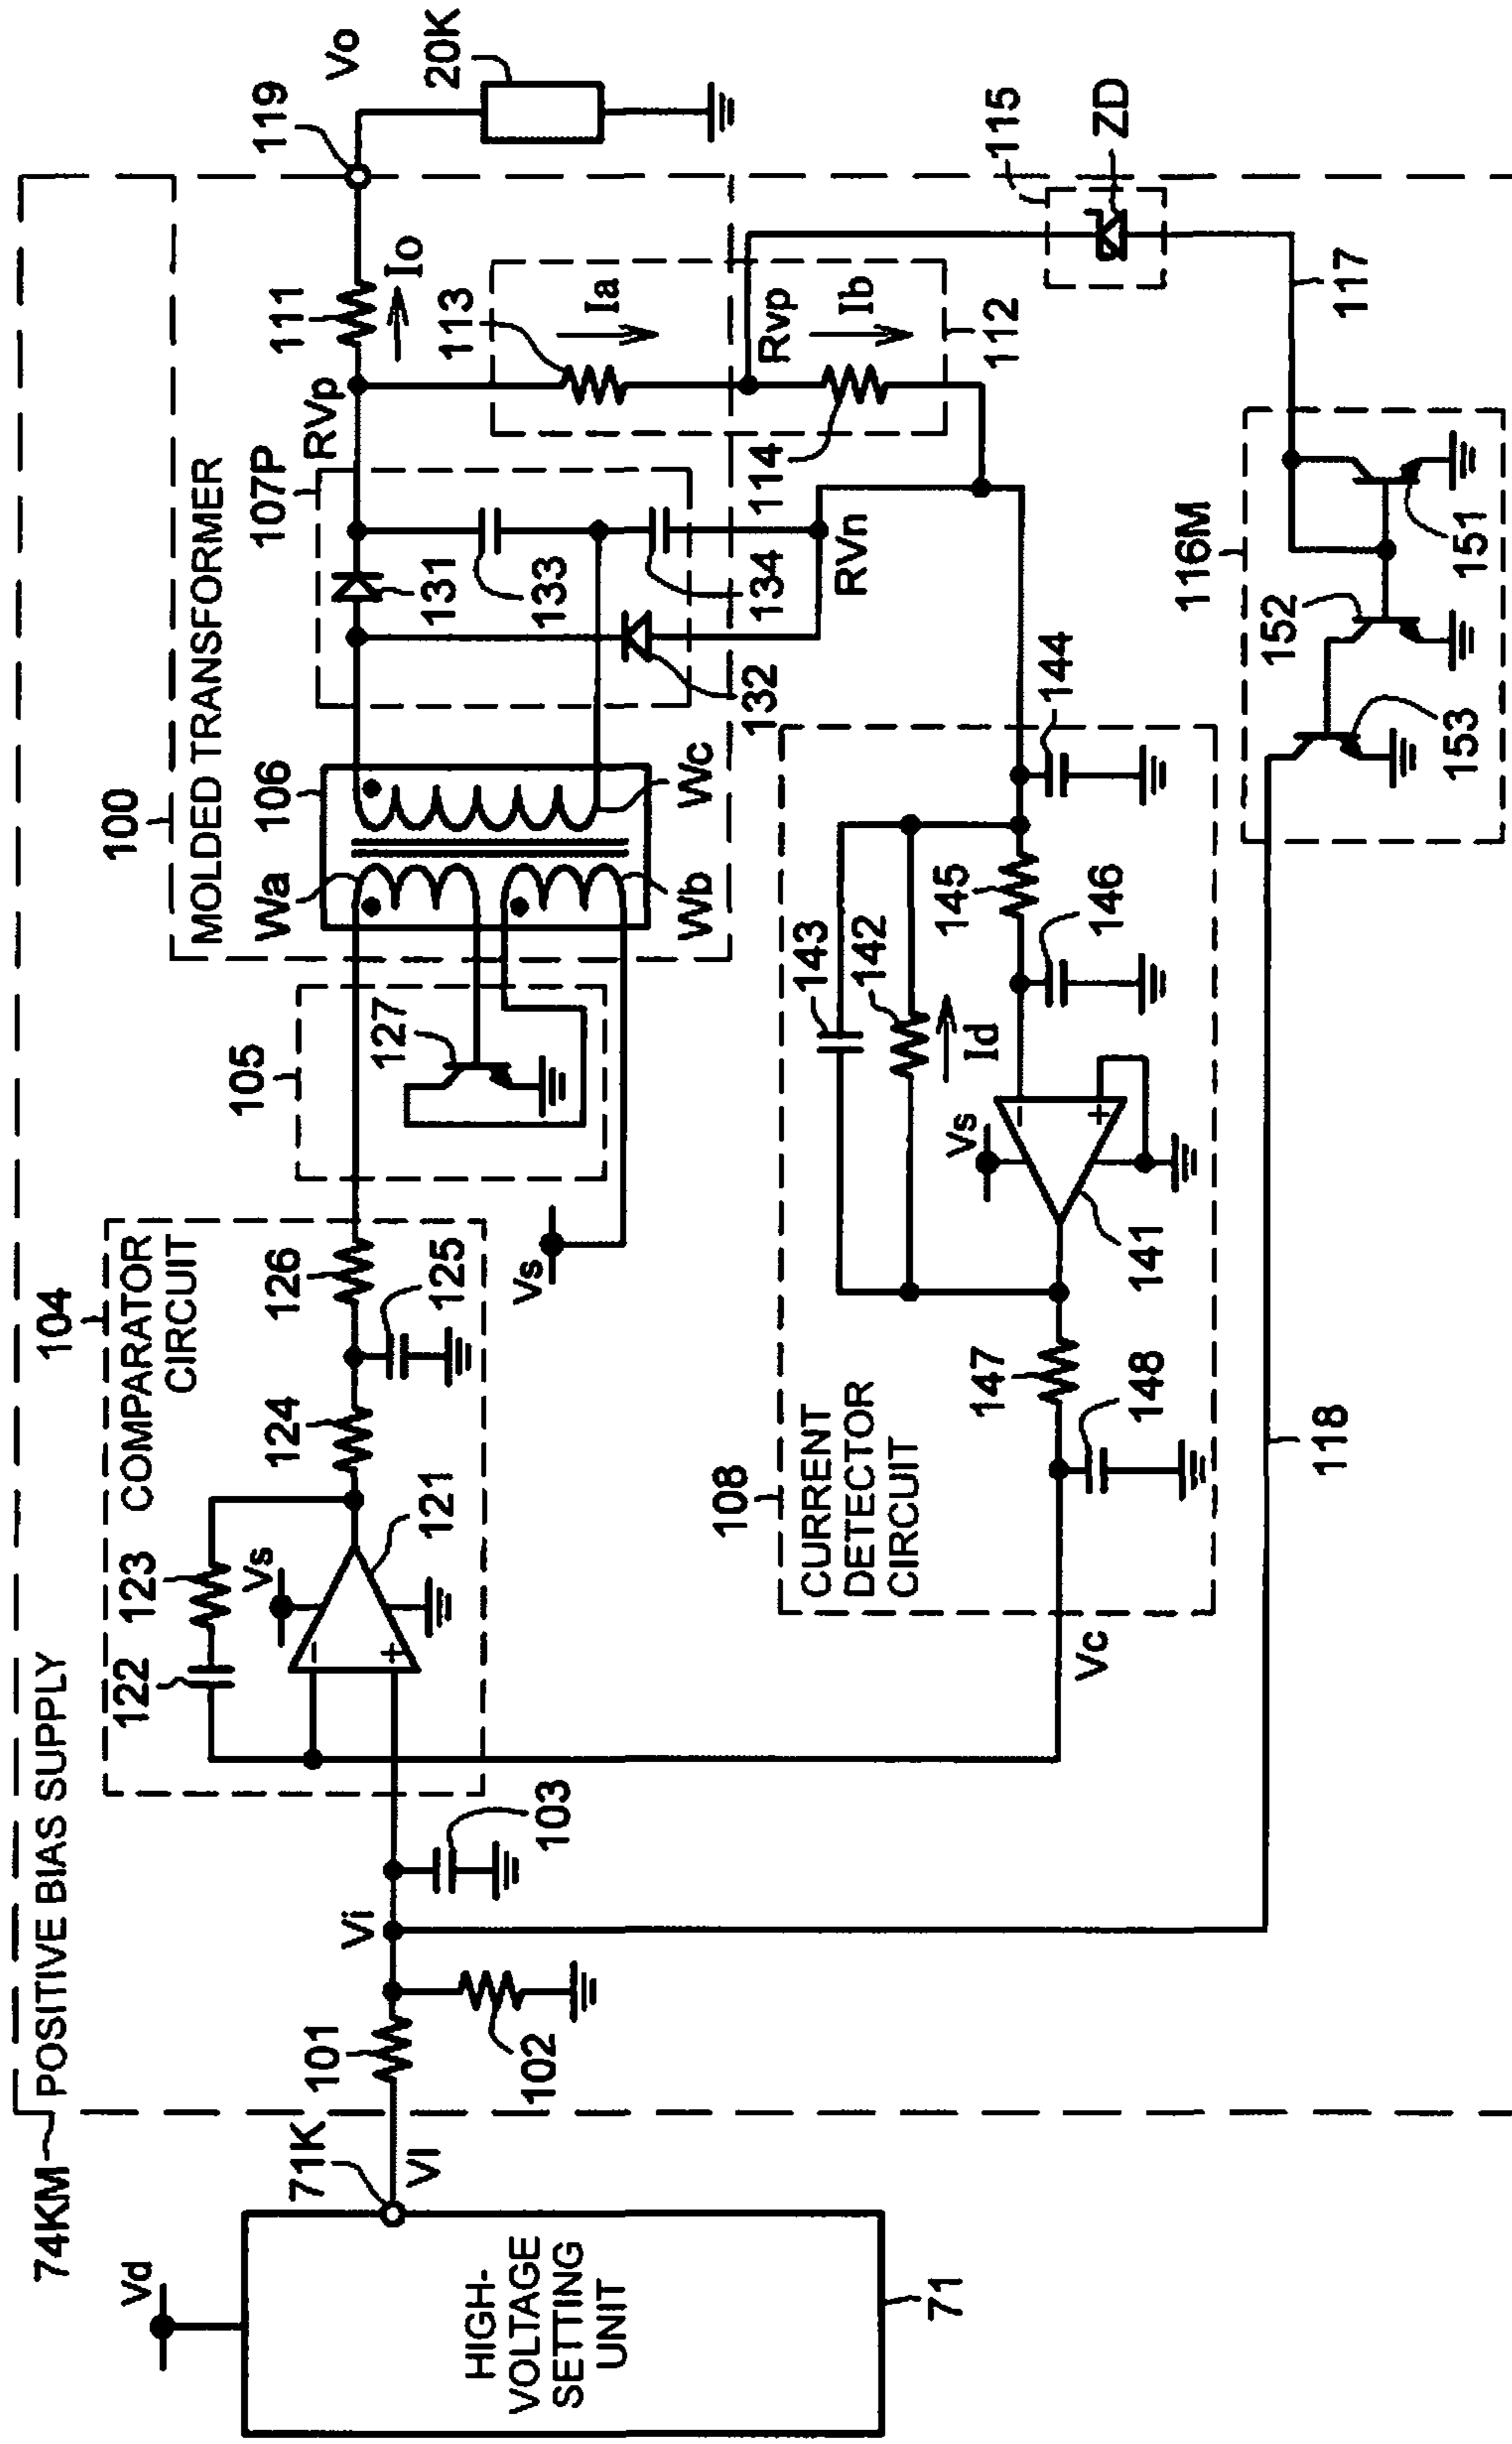 74KM
POSITIVE BIAS SUPPLY
Vd
HIGH-
VOLTAGE
SETTING
UNIT
71
71K
VI
101
102
Vi
103
104
COMPARATOR
CIRCUIT
122
123
Vs
121
124
125
126
105
127
Vs
100
MOLDED TRANSFORMER
106
Wa
Wb
Wc
107P
131
132
133
134
RVp
RVn
111
Io
119
Vo
20K
113
Ia
Rvp
Ib
112
114
115
ZD
117
116M
151
152
153
118
108
CURRENT
DETECTOR
CIRCUIT
Vc
147
148
141
Vs
143
142
Id
145
146
144